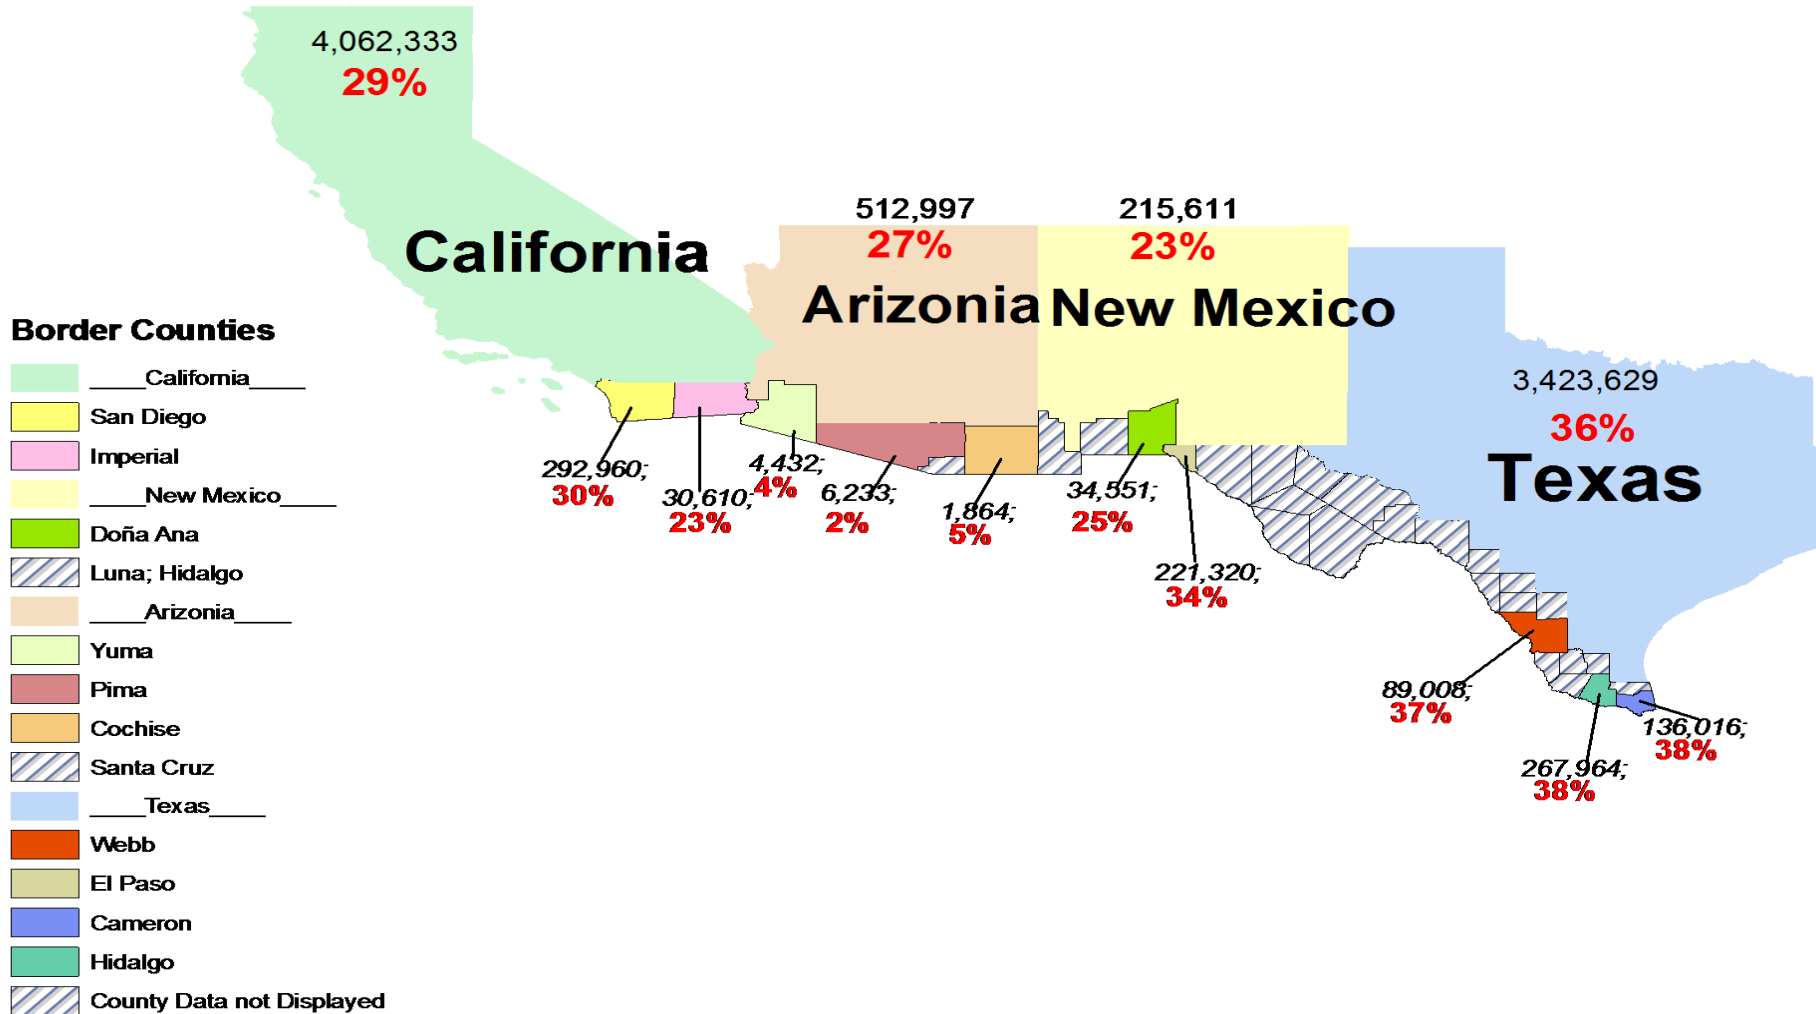 4,062,333
29%
California
512,997
27%
Arizonia
215,611
23%
New Mexico
3,423,629
36%
Texas
292,960;
30%
30,610;
23%
4,432;
4%
6,233;
2%
1,864;
5%
34,551;
25%
221,320;
34%
89,008;
37%
267,964;
38%
136,016;
38%
Border Counties
____California____
San Diego
Imperial
____New Mexico____
Doña Ana
Luna; Hidalgo
____Arizonia____
Yuma
Pima
Cochise
Santa Cruz
____Texas____
Webb
El Paso
Cameron
Hidalgo
County Data not Displayed